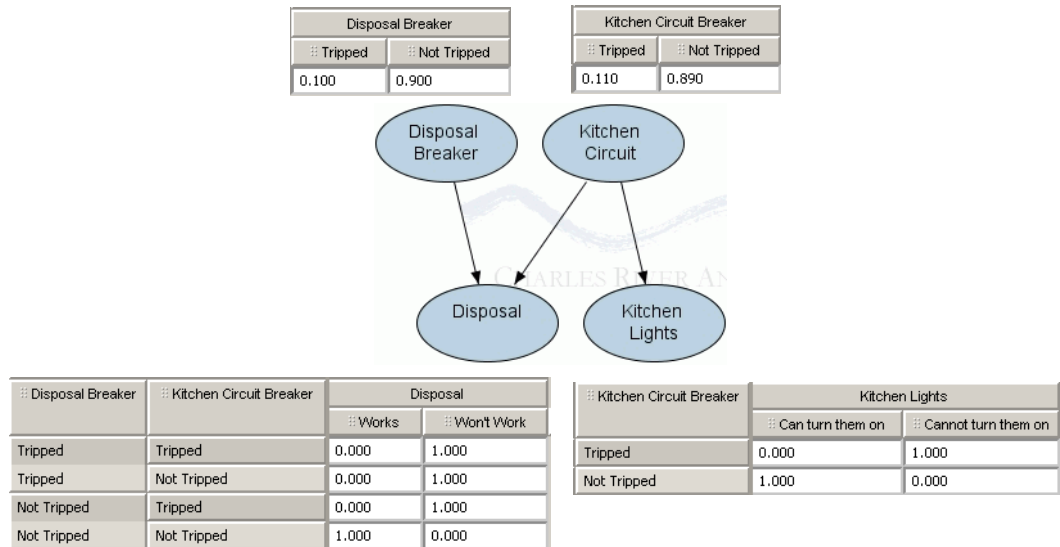 Disposal Breaker
Tripped Not Tripped
0.100 0.900
Kitchen Circuit Breaker
Tripped Not Tripped
0.110 0.890
Disposal
Breaker
Kitchen
Circuit
CHARLES RIVER AN
Disposal
Kitchen
Lights
Disposal Breaker Kitchen Circuit Breaker Disposal
Works Won't Work
Tripped Tripped 0.000 1.000
Tripped Not Tripped 0.000 1.000
Not Tripped Tripped 0.000 1.000
Not Tripped Not Tripped 1.000 0.000
Kitchen Circuit Breaker Kitchen Lights
Can turn them on Cannot turn them on
Tripped 0.000 1.000
Not Tripped 1.000 0.000